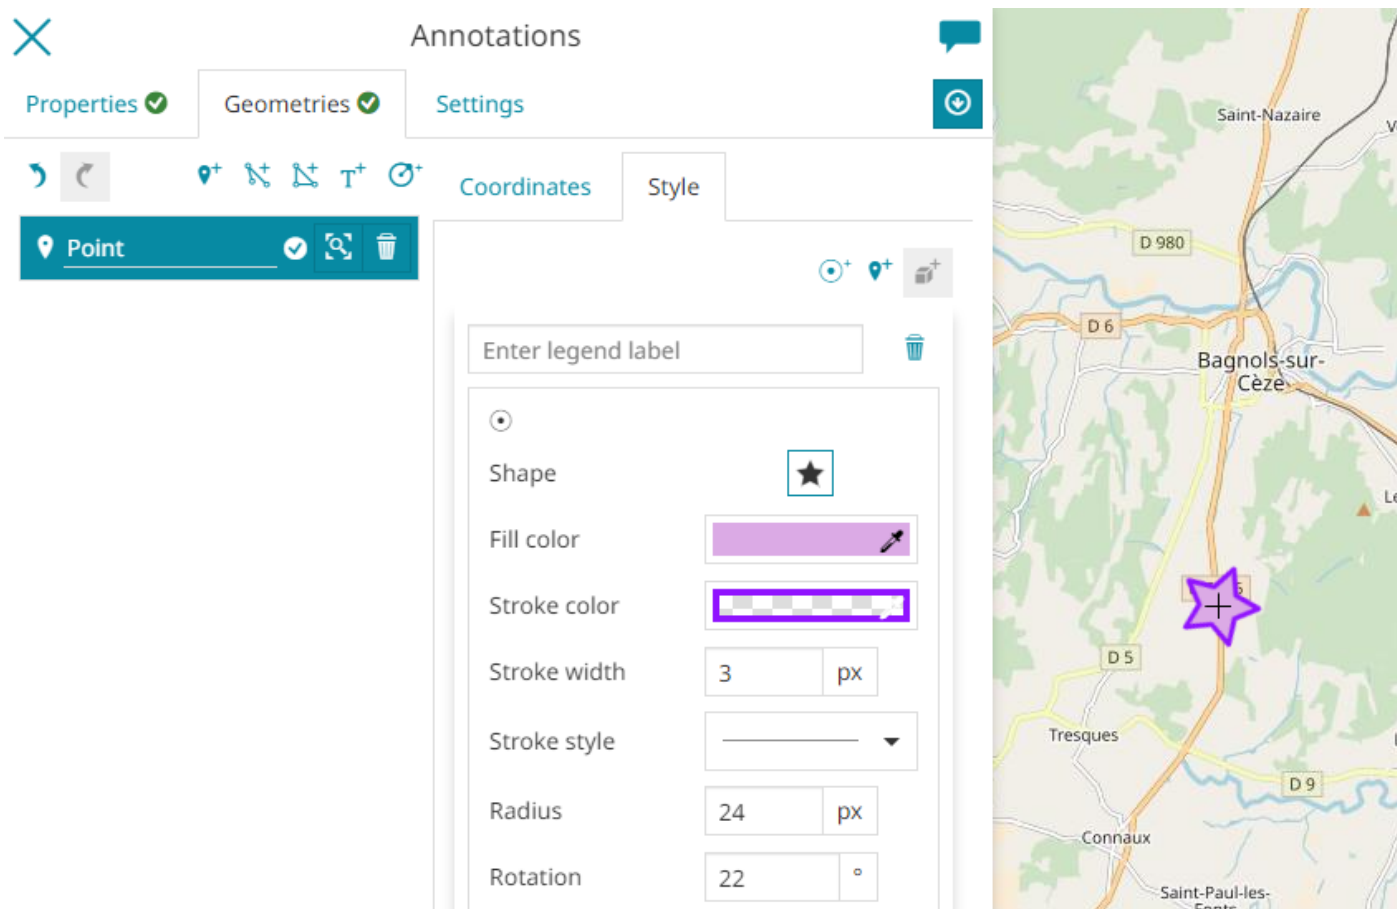 Annotations
Properties
Geometries
Settings
Coordinates
Style
Point
Enter legend label
Shape
Fill color
Stroke color
Stroke width
3
px
Stroke style
Radius
24
px
Rotation
22
°
Saint-Nazaire
D 980
D 6
Bagnols-sur-
Cèze
D 5
Tresques
D 9
Connaux
Saint-Paul-les-
Fonts